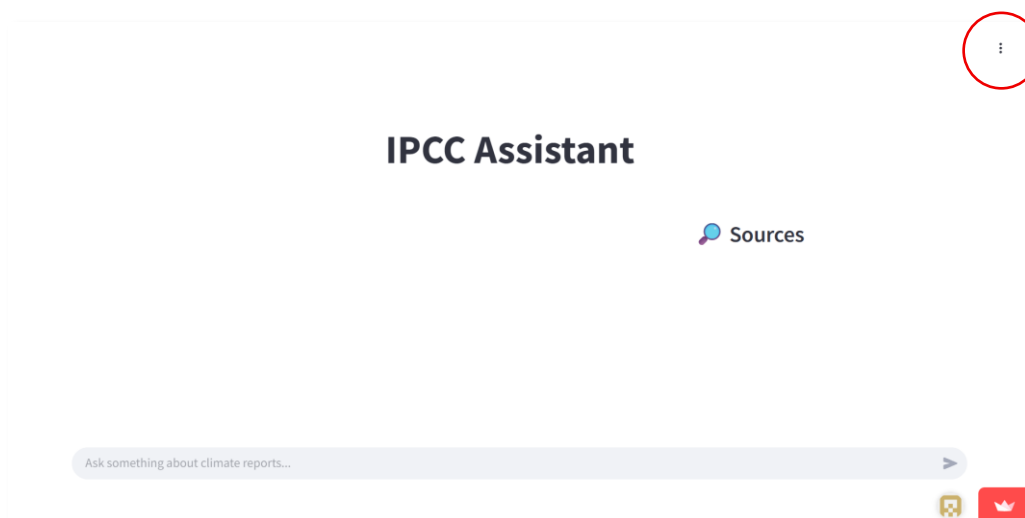 IPCC Assistant
🔎 Sources
Ask something about climate reports...